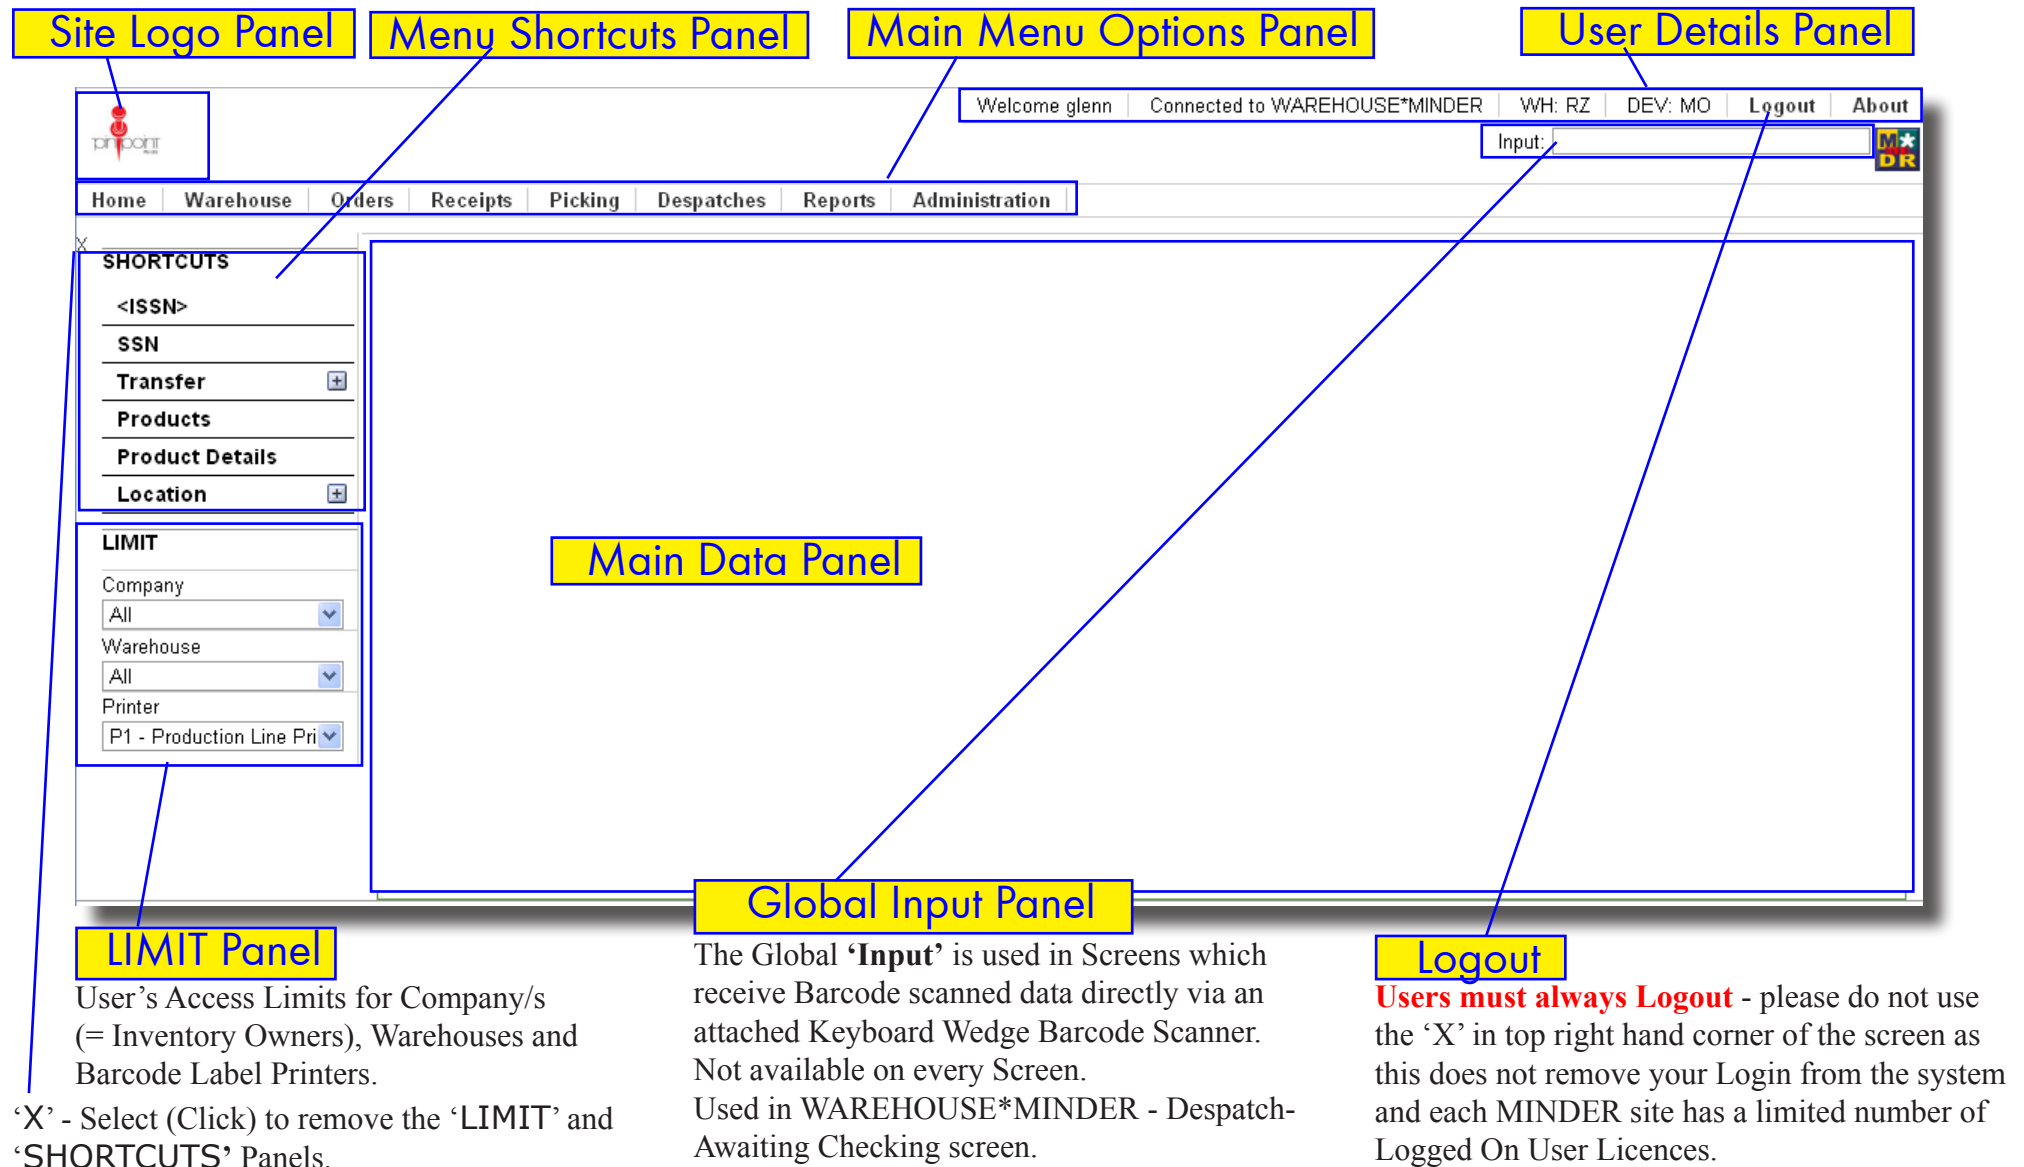 Site Logo Panel
Menu Shortcuts Panel
Main Menu Options Panel
User Details Panel
pinpoint
Welcome glenn
Connected to WAREHOUSE*MINDER
WH: RZ
DEV: MO
Logout
About
Input:
M*
DR
Home
Warehouse
Orders
Receipts
Picking
Despatches
Reports
Administration
X
SHORTCUTS
<ISSN>
SSN
Transfer
Products
Product Details
Location
LIMIT
Company
All
Warehouse
All
Printer
P1 - Production Line Pri
Main Data Panel
LIMIT Panel
User’s Access Limits for Company/s
(= Inventory Owners), Warehouses and
Barcode Label Printers.
‘X’ - Select (Click) to remove the ‘LIMIT’ and
‘SHORTCUTS’ Panels.
Global Input Panel
The Global ‘Input’ is used in Screens which
receive Barcode scanned data directly via an
attached Keyboard Wedge Barcode Scanner.
Not available on every Screen.
Used in WAREHOUSE*MINDER - Despatch-
Awaiting Checking screen.
Logout
Users must always Logout - please do not use
the ‘X’ in top right hand corner of the screen as
this does not remove your Login from the system
and each MINDER site has a limited number of
Logged On User Licences.